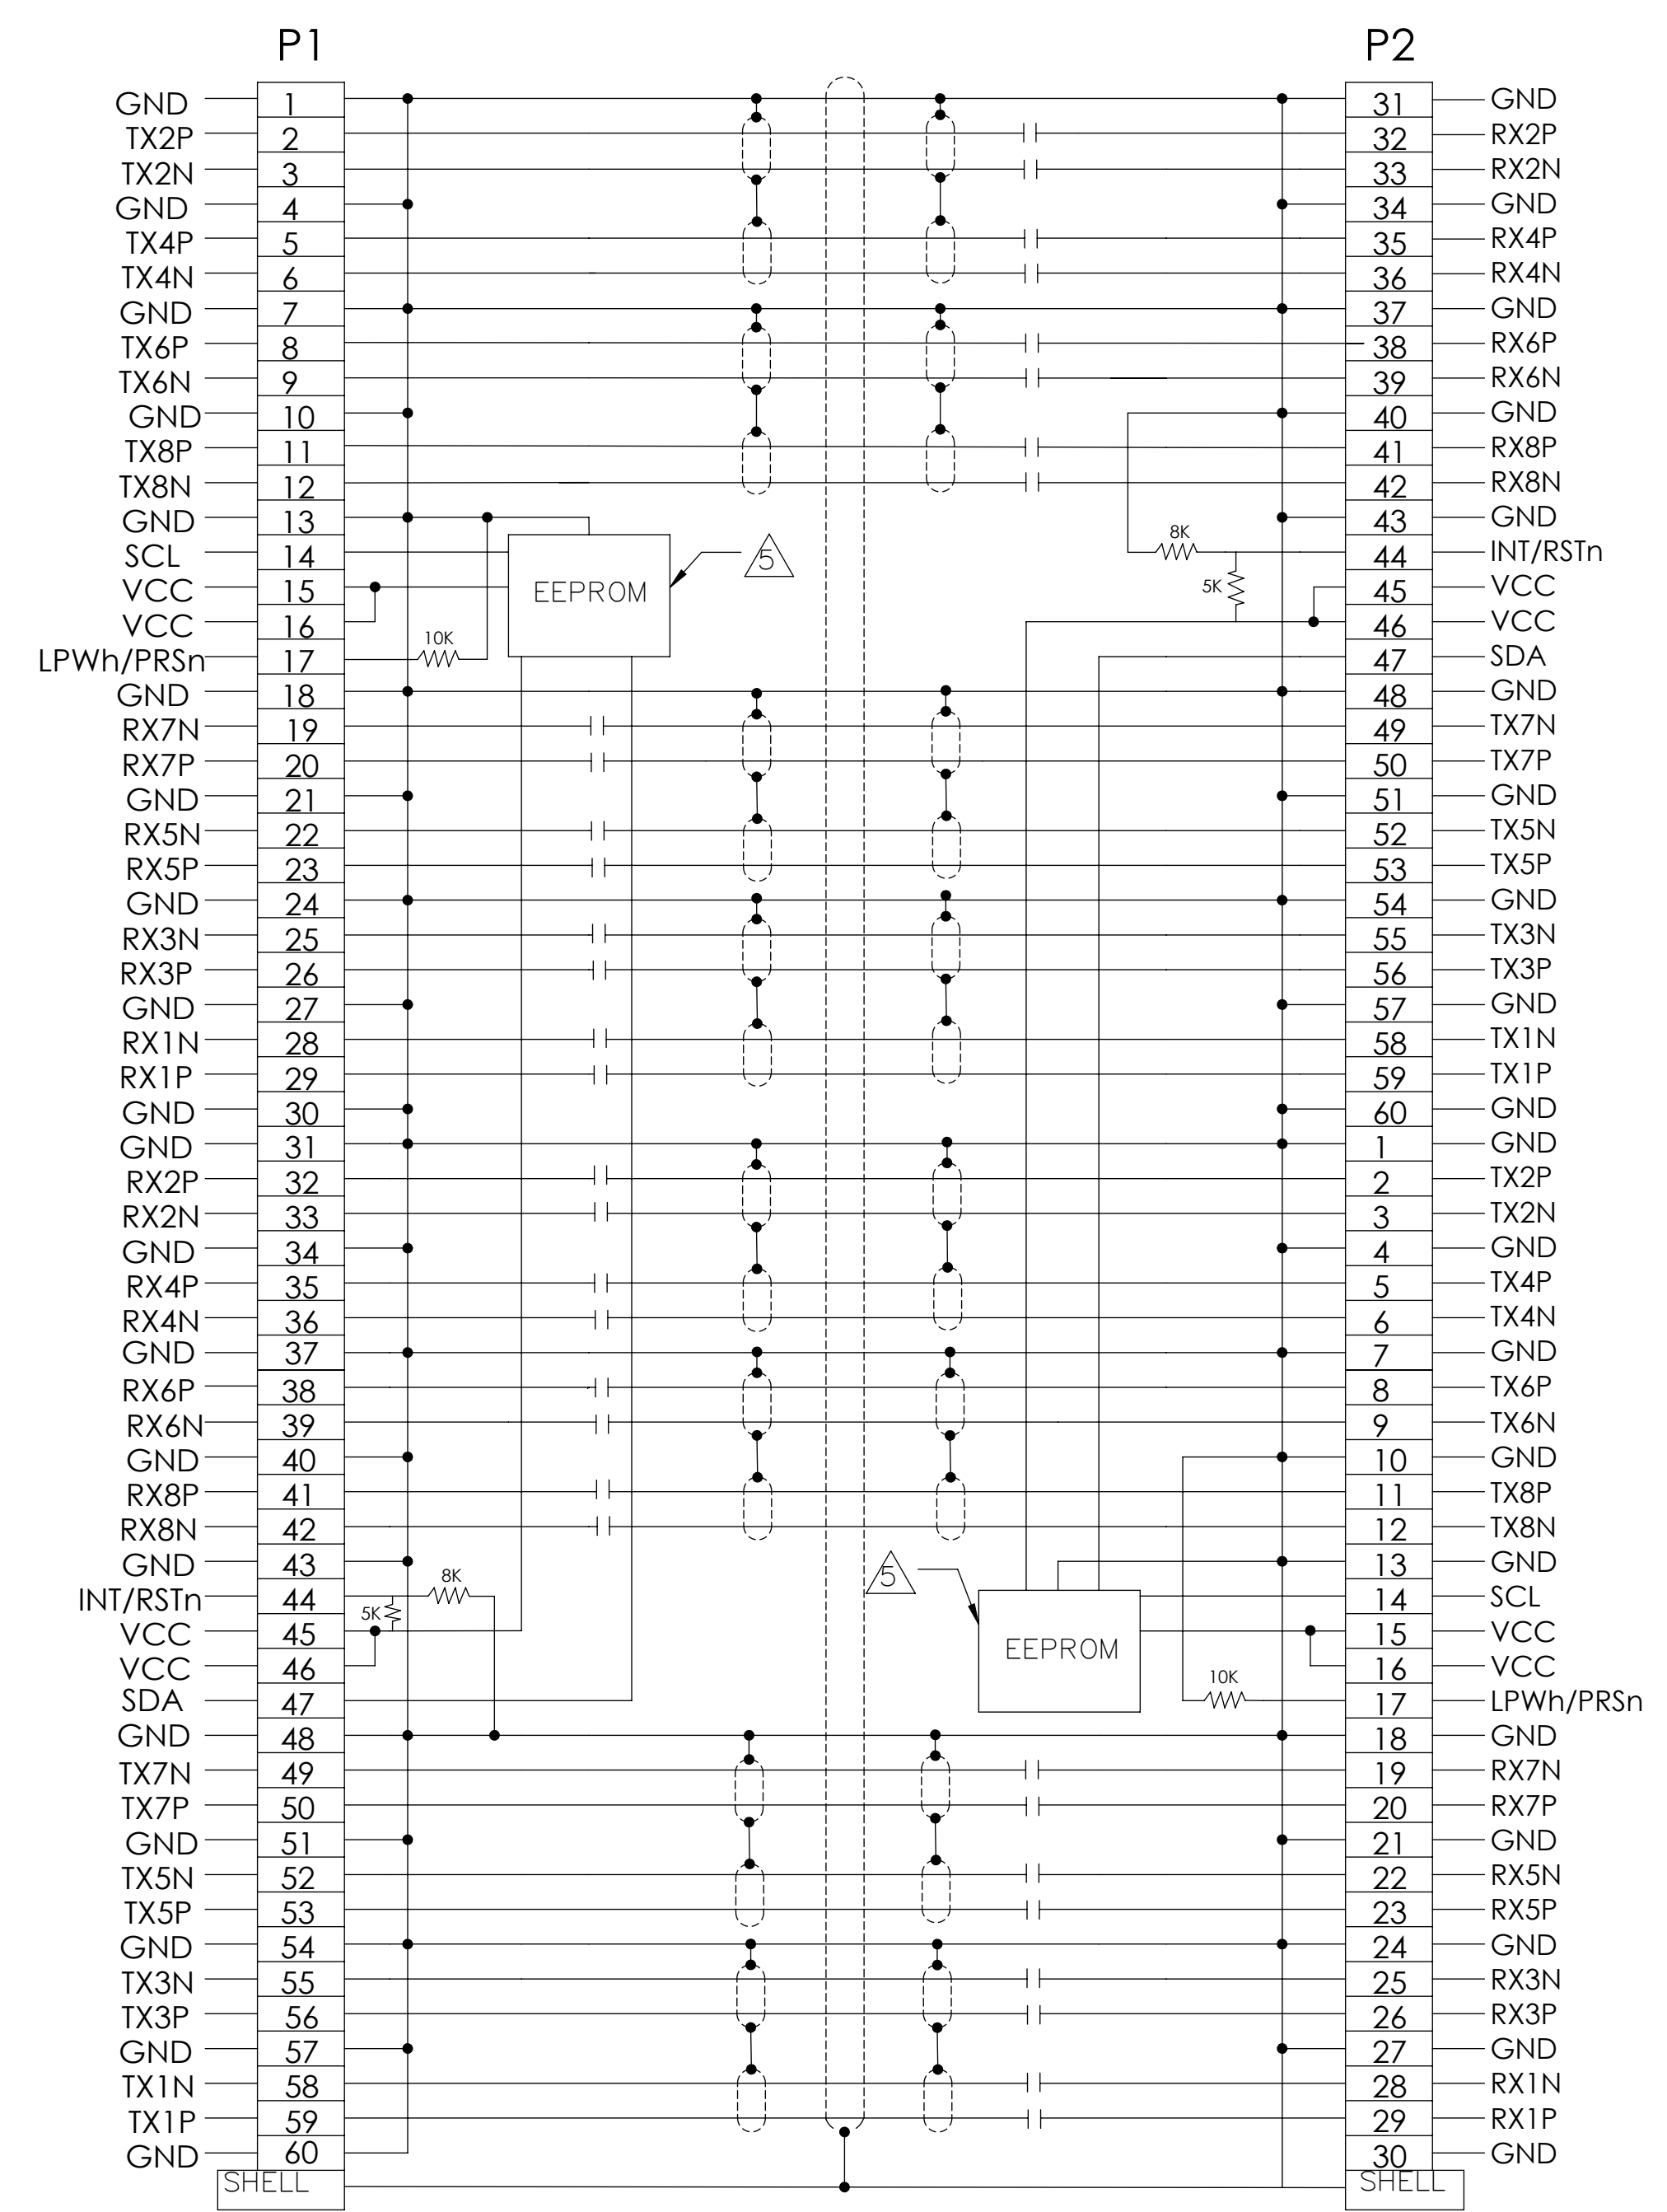 P1 P2
GND 1 31 GND
TX2P 2 32 RX2P
TX2N 3 33 RX2N
GND 4 34 GND
TX4P 5 35 RX4P
TX4N 6 36 RX4N
GND 7 37 GND
TX6P 8 38 RX6P
TX6N 9 39 RX6N
GND 10 40 GND
TX8P 11 41 RX8P
TX8N 12 42 RX8N
GND 13 43 GND
8K
SCL 14 5 44 INT/RSTn
VCC 15 EEPROM 5K 45 VCC
VCC 16 46 VCC
10K
LPWh/PRSn 17 47 SDA
GND 18 48 GND
RX7N 19 49 TX7N
RX7P 20 50 TX7P
GND 21 51 GND
RX5N 22 52 TX5N
RX5P 23 53 TX5P
GND 24 54 GND
RX3N 25 55 TX3N
RX3P 26 56 TX3P
GND 27 57 GND
RX1N 28 58 TX1N
RX1P 29 59 TX1P
GND 30 60 GND
GND 31 1 GND
RX2P 32 2 TX2P
RX2N 33 3 TX2N
GND 34 4 GND
RX4P 35 5 TX4P
RX4N 36 6 TX4N
GND 37 7 GND
RX6P 38 8 TX6P
RX6N 39 9 TX6N
GND 40 10 GND
RX8P 41 11 TX8P
RX8N 42 12 TX8N
GND 43 13 GND
8K 5
INT/RSTn 44 14 SCL
5K
VCC 45 EEPROM 15 VCC
VCC 46 16 VCC
10K
SDA 47 17 LPWh/PRSn
GND 48 18 GND
TX7N 49 19 RX7N
TX7P 50 20 RX7P
GND 51 21 GND
TX5N 52 22 RX5N
TX5P 53 23 RX5P
GND 54 24 GND
TX3N 55 25 RX3N
TX3P 56 26 RX3P
GND 57 27 GND
TX1N 58 28 RX1N
TX1P 59 29 RX1P
GND 60 30 GND
SHELL SHELL